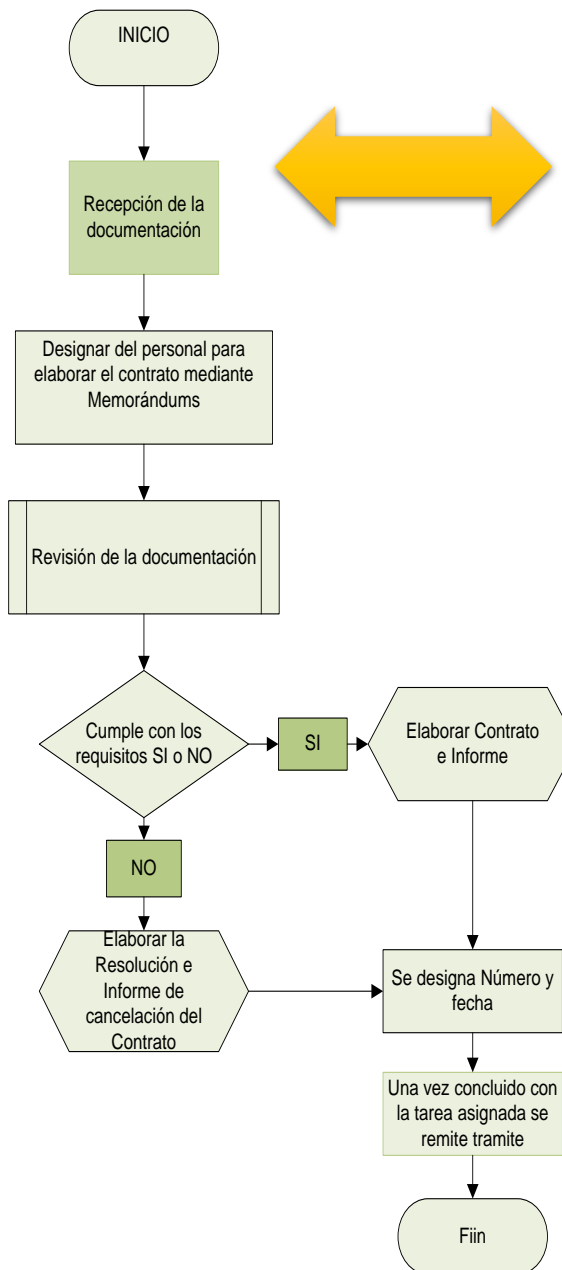 INICIO
Recepción de la
documentación
Designar del personal para
elaborar el contrato mediante
Memorándums
Revisión de la documentación
Cumple con los
requisitos SI o NO
SI
Elaborar Contrato
e Informe
NO
Elaborar la
Resolución e
Informe de
cancelación del
Contrato
Se designa Número y
fecha
Una vez concluido con
la tarea asignada se
remite tramite
Fiin